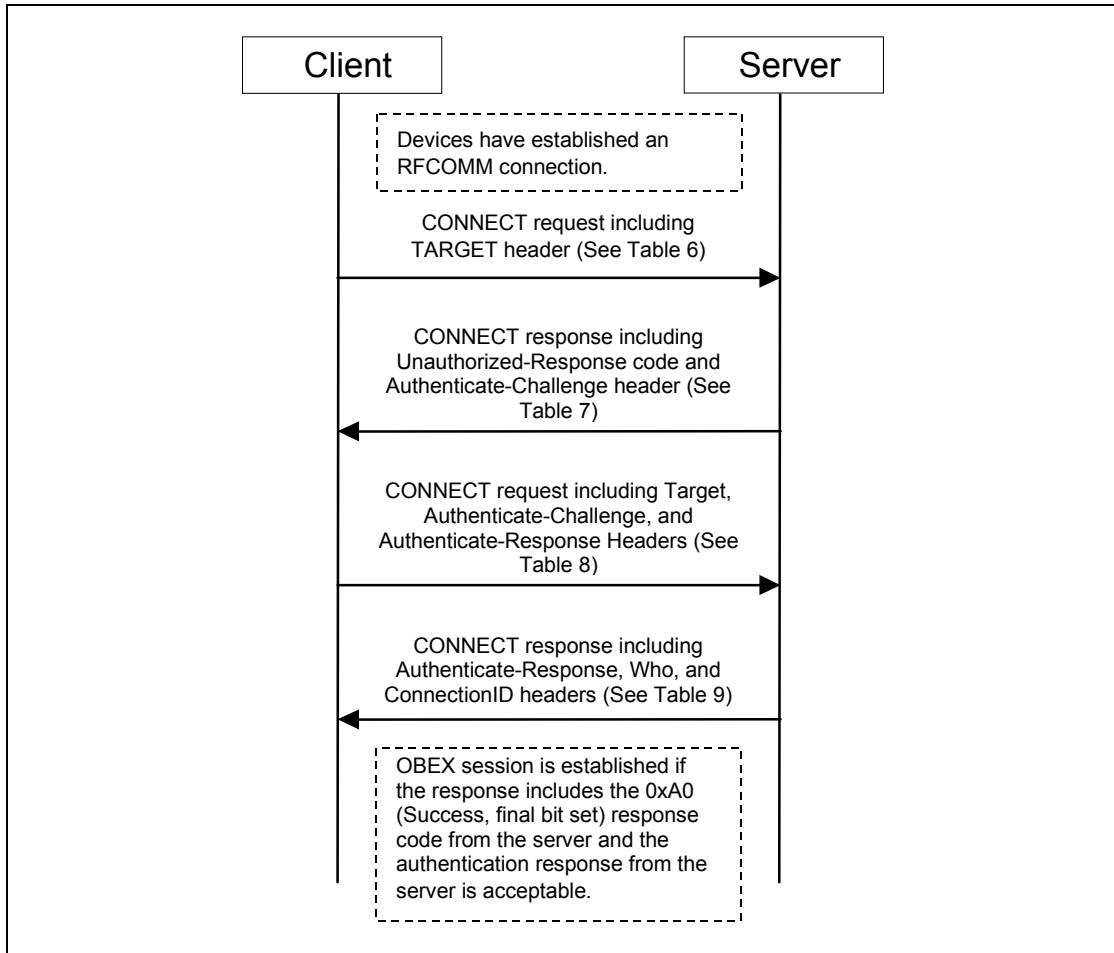 Client
Server
Devices have established an
RFCOMM connection.
CONNECT request including
TARGET header (See Table 6)
CONNECT response including
Unauthorized-Response code and
Authenticate-Challenge header (See
Table 7)
CONNECT request including Target,
Authenticate-Challenge, and
Authenticate-Response Headers (See
Table 8)
CONNECT response including
Authenticate-Response, Who, and
ConnectionID headers (See Table 9)
OBEX session is established if
the response includes the 0xA0
(Success, final bit set) response
code from the server and the
authentication response from the
server is acceptable.